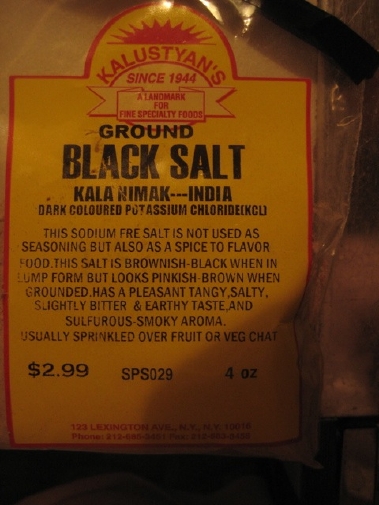 KALUSTYAN'S
SINCE 1944
A LANDMARK
FOR
FINE SPECIALTY FOODS
GROUND
BLACK SALT
KALA NIMAK---INDIA
DARK COLOURED POTASSIUM CHLORIDE(KCL)
THIS SODIUM FRE SALT IS NOT USED AS
SEASONING BUT ALSO AS A SPICE TO FLAVOR
FOOD.THIS SALT IS BROWNISH-BLACK WHEN IN
LUMP FORM BUT LOOKS PINKISH-BROWN WHEN
GROUNDED.HAS A PLEASANT TANGY,SALTY,
SLIGHTLY BITTER & EARTHY TASTE,AND
SULFUROUS-SMOKY AROMA.
USUALLY SPRINKLED OVER FRUIT OR VEG CHAT
$2.99 SPS029 4 OZ
123 LEXINGTON AVE., N.Y., N.Y. 10016
Phone: Fax: